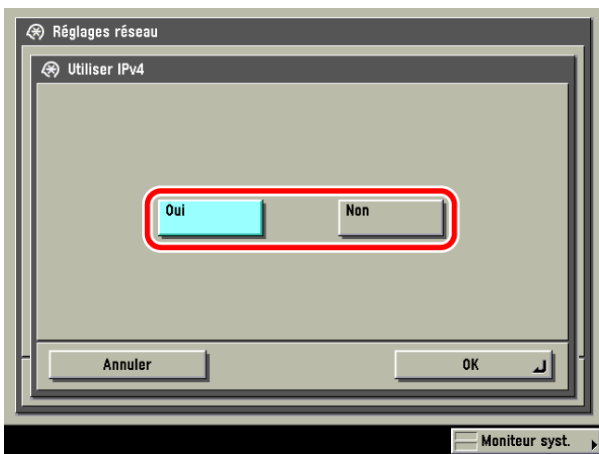 Réglages réseau
Utiliser IPv4
Oui Non
Annuler OK
Moniteur syst.